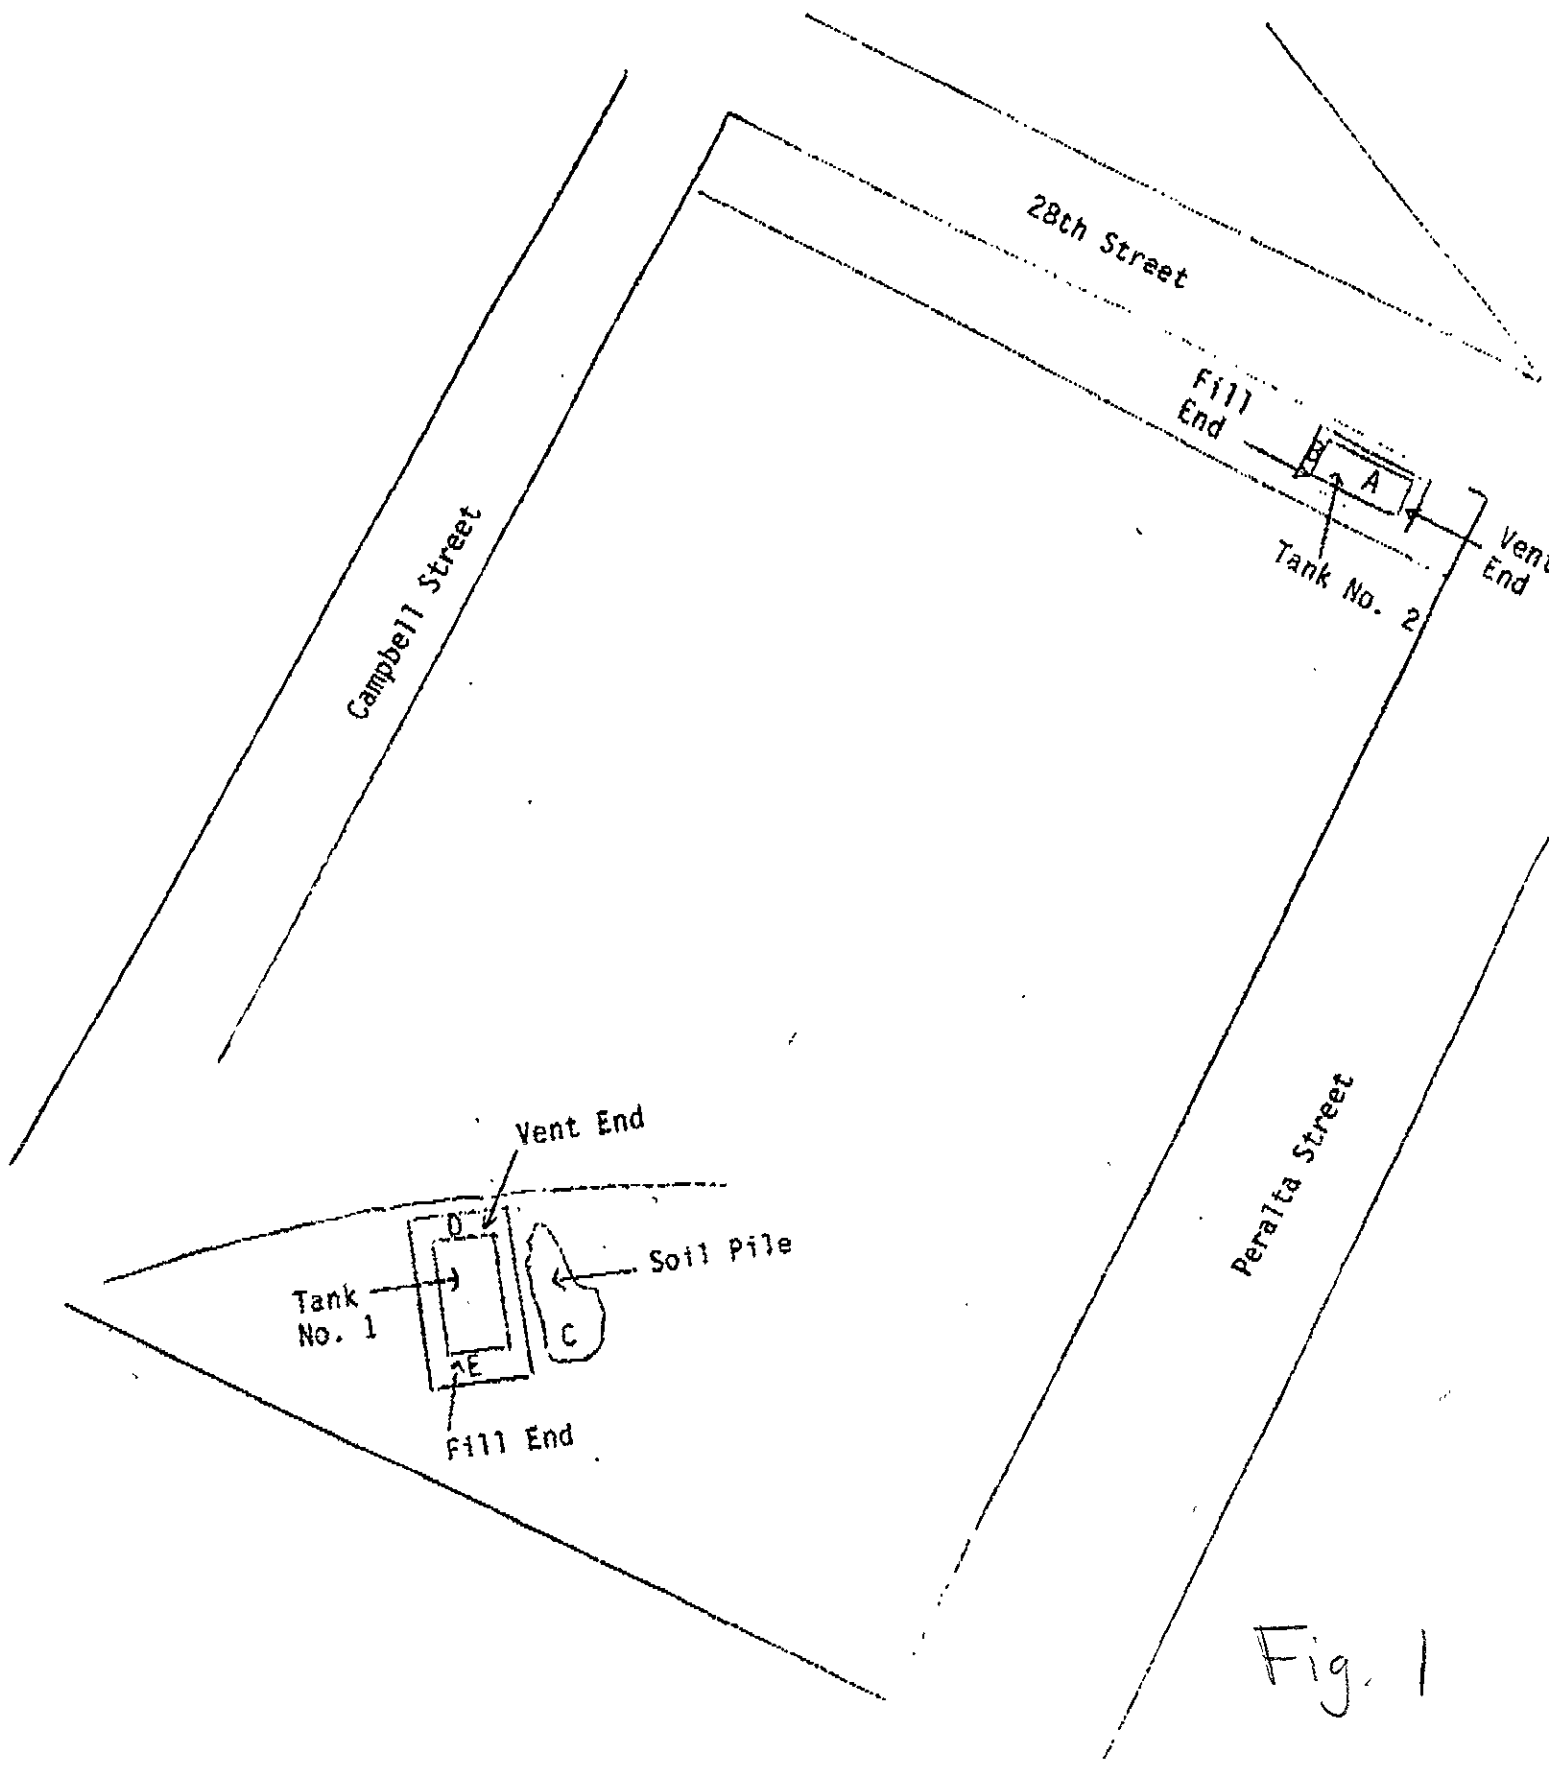 28th Street
Fill
End
B
A
Tank No. 2
Vent
End
Campbell Street
Peralta Street
Vent End
D
Tank
No. 1
Soil Pile
C
E
Fill End
Fig. 1